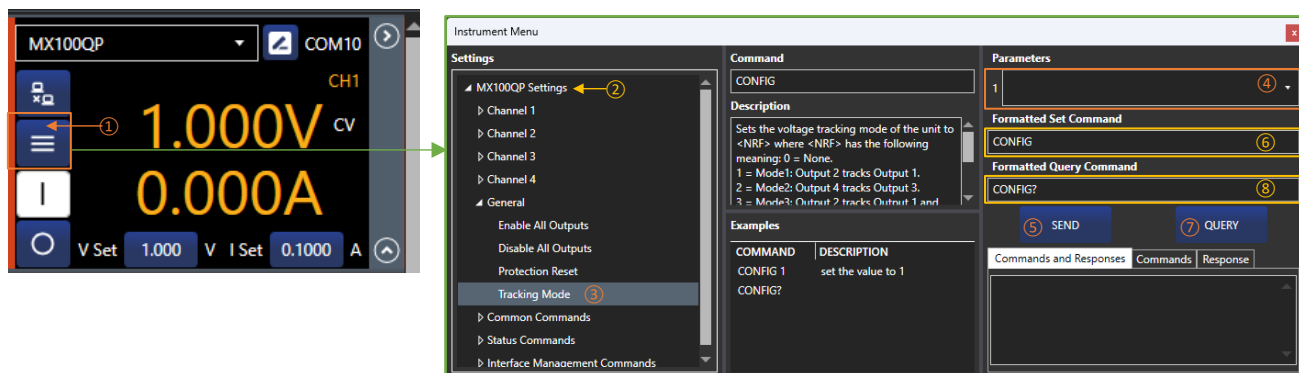 MX100QP
COM10
CH1
①
1.000V CV
0.000A
V Set 1.000 V I Set 0.1000 A
Instrument Menu
x
Settings
MX100QP Settings ②
Channel 1
Channel 2
Channel 3
Channel 4
General
Enable All Outputs
Disable All Outputs
Protection Reset
Tracking Mode ③
Common Commands
Status Commands
Interface Management Commands
Command
CONFIG
Description
Sets the voltage tracking mode of the unit to
<NRF> where <NRF> has the following
meaning: 0 = None.
1 = Mode1: Output 2 tracks Output 1.
2 = Mode2: Output 4 tracks Output 3.
3 = Mode3: Output 2 tracks Output 1 and
Examples
COMMAND DESCRIPTION
CONFIG 1 set the value to 1
CONFIG?
Parameters
1 ④
Formatted Set Command
CONFIG ⑥
Formatted Query Command
CONFIG? ⑧
⑤ SEND ⑦ QUERY
Commands and Responses Commands Response